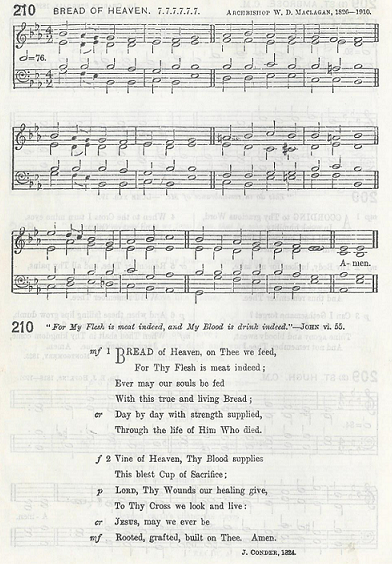 210 BREAD OF HEAVEN. 7.7.7.7.7.7. ARCHBISHOP W. D. MACLAGAN, 1826—1910.
=76.
A- men.
210 "For My Flesh is meat indeed, and My Blood is drink indeed."—JOHN vi. 55.
mf 1 BREAD of Heaven, on Thee we feed,
For Thy Flesh is meat indeed;
Ever may our souls be fed
With this true and living Bread;
cr Day by day with strength supplied,
Through the life of Him Who died.
f 2 Vine of Heaven, Thy Blood supplies
This blest Cup of Sacrifice;
p LORD, Thy Wounds our healing give,
To Thy Cross we look and live:
cr JESUS, may we ever be
mf Rooted, grafted, built on Thee. Amen.
J. CONDER, 1824.